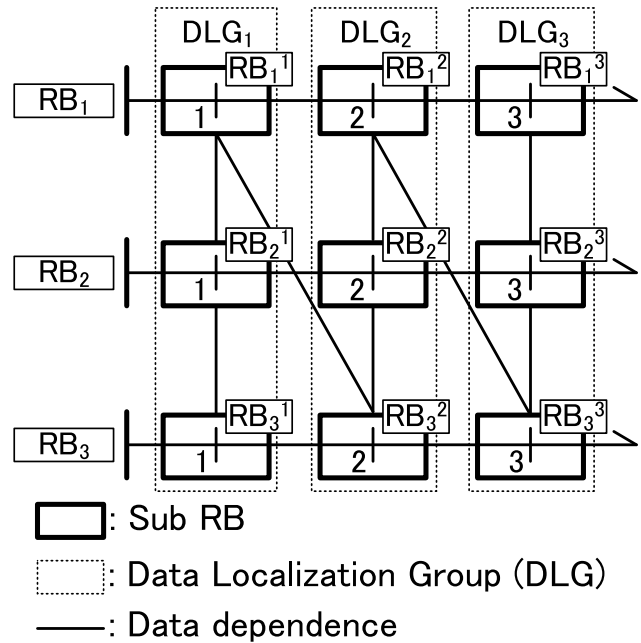 DLG₁ DLG₂ DLG₃
RB₁ RB₁¹ RB₁² RB₁³
1 2 3
RB₂ RB₂¹ RB₂² RB₂³
1 2 3
RB₃ RB₃¹ RB₃² RB₃³
1 2 3
: Sub RB
: Data Localization Group (DLG)
: Data dependence